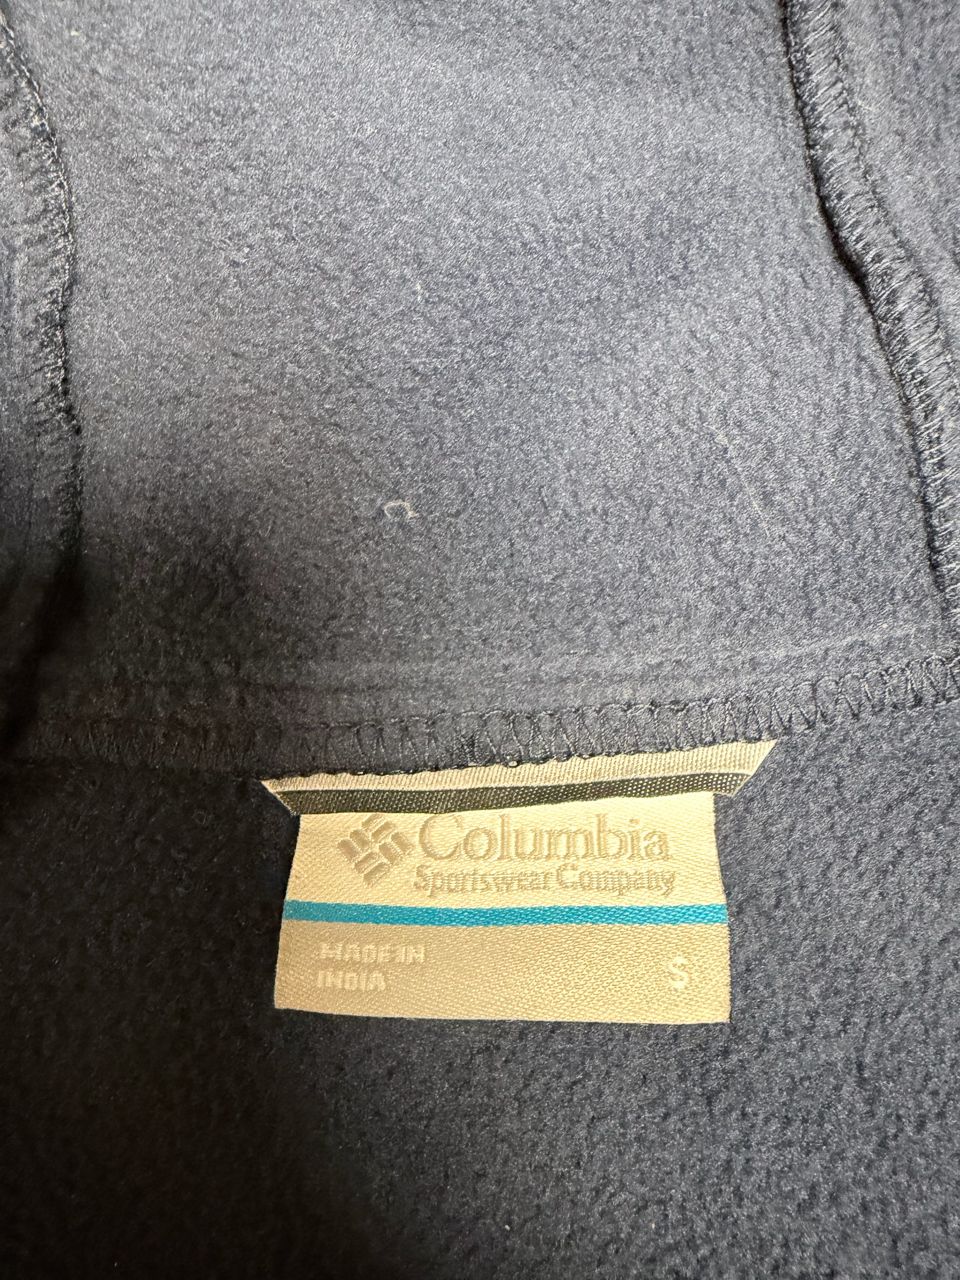 Columbia
Sportswear Company
MADE IN
INDIA
S